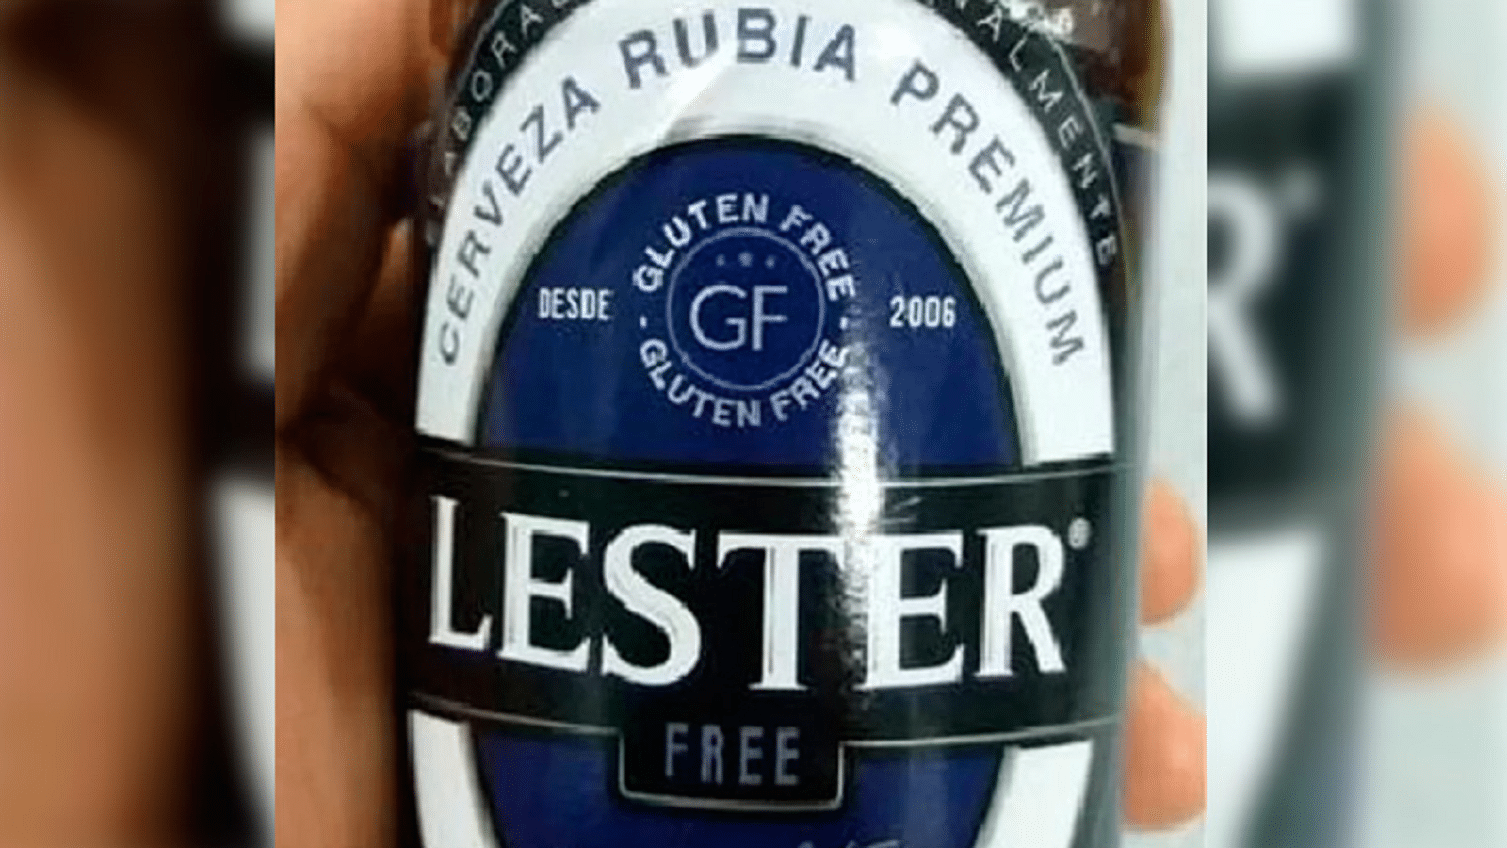 CERVEZA RUBIA PREMIUM
GLUTEN FREE
DESDE GF 2006
GLUTEN FREE
LESTER®
FREE